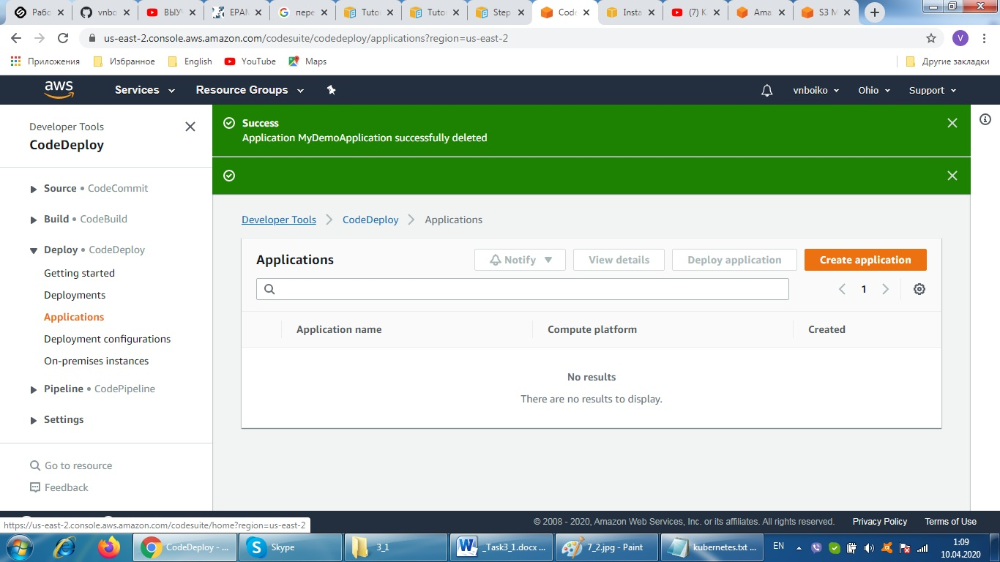 Рабо
vnbo
ВЫУЧ
EPAM
пере
Tutor
Tutor
Step
Code
Insta
(7) K
Ama
S3 M
us-east-2.console.aws.amazon.com/codesuite/codedeploy/applications?region=us-east-2
V
Приложения
Избранное
English
YouTube
Maps
Другие закладки
aws
Services
Resource Groups
vnboiko
Ohio
Support
Developer Tools
CodeDeploy
Source • CodeCommit
Build • CodeBuild
Deploy • CodeDeploy
Getting started
Deployments
Applications
Deployment configurations
On-premises instances
Pipeline • CodePipeline
Settings
Go to resource
Feedback
Success
Application MyDemoApplication successfully deleted
Developer Tools
CodeDeploy
Applications
Applications
Notify
View details
Deploy application
Create application
1
Application name
Compute platform
Created
No results
There are no results to display.
https://us-east-2.console.aws.amazon.com/codesuite/home?region=us-east-2
© 2008 - 2020, Amazon Web Services, Inc. or its affiliates. All rights reserved.
Privacy Policy
Terms of Use
CodeDeploy - ...
Skype
3_1
_Task3_1.docx ...
7_2.jpg - Paint
kubernetes.txt ...
EN
1:09
10.04.2020